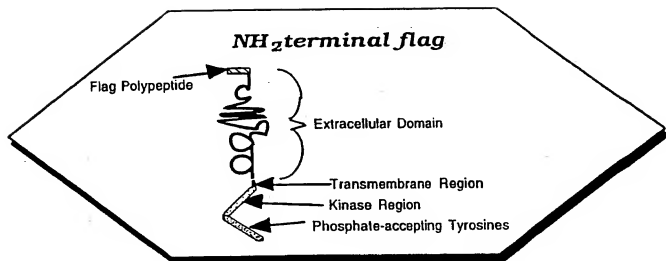 NH2terminal flag
Flag Polypeptide
Extracellular Domain
Transmembrane Region
Kinase Region
Phosphate-accepting Tyrosines